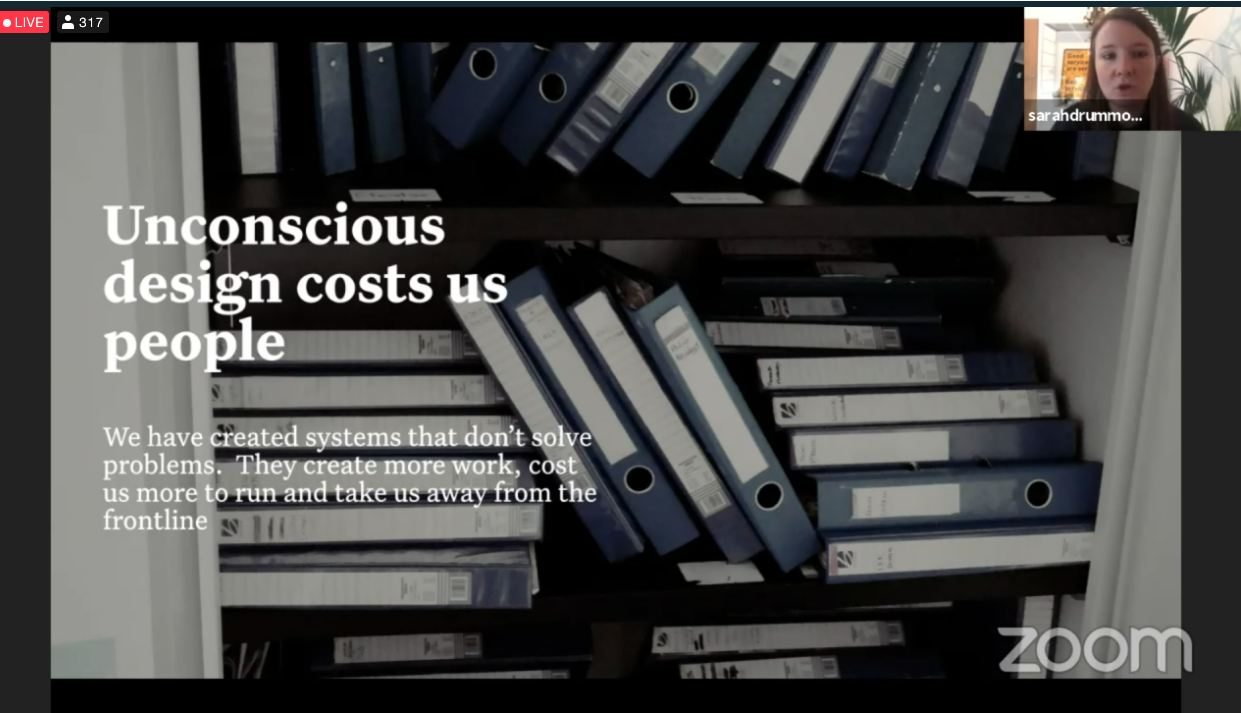 LIVE
317
sarahdrummo...
Unconscious
design costs us
people
We have created systems that don’t solve
problems.  They create more work, cost
us more to run and take us away from the
frontline
zoom